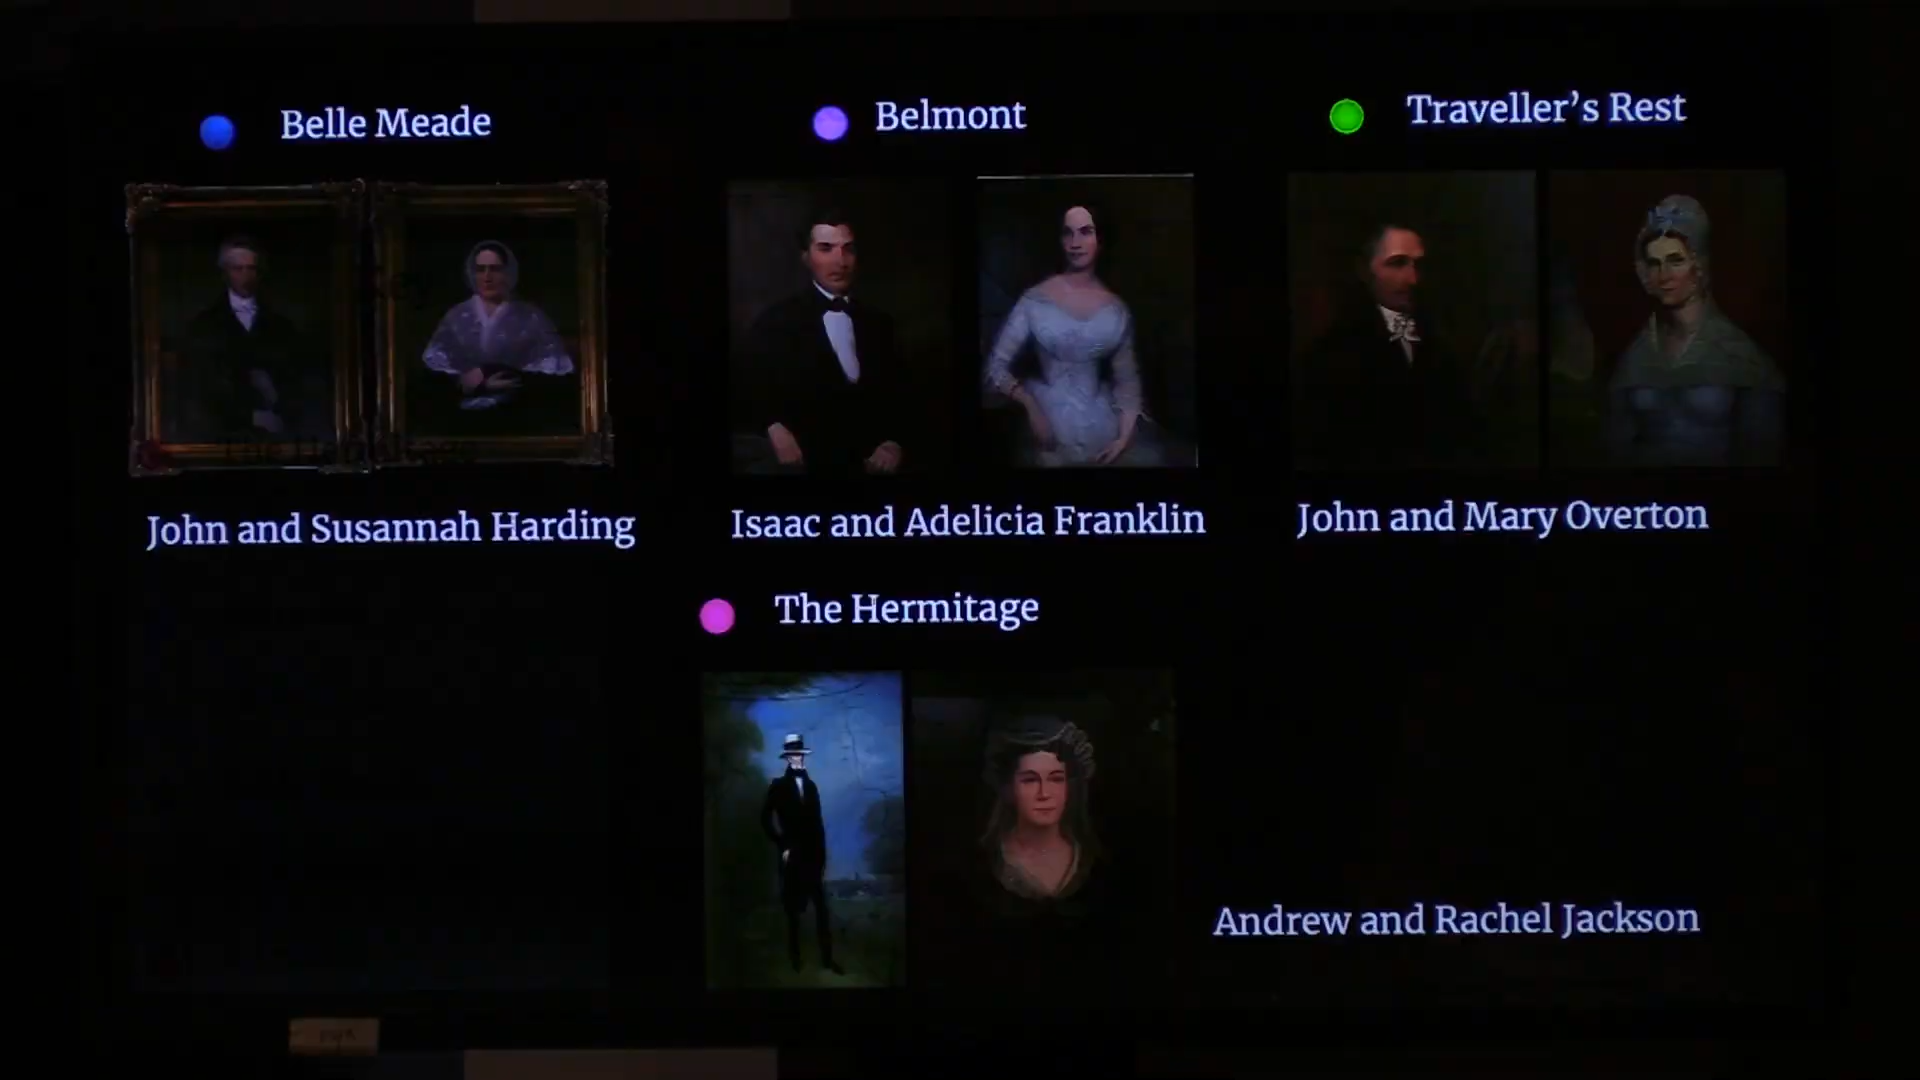 Belle Meade
Belmont
Traveller’s Rest
John and Susannah Harding
Isaac and Adelicia Franklin
John and Mary Overton
The Hermitage
Andrew and Rachel Jackson